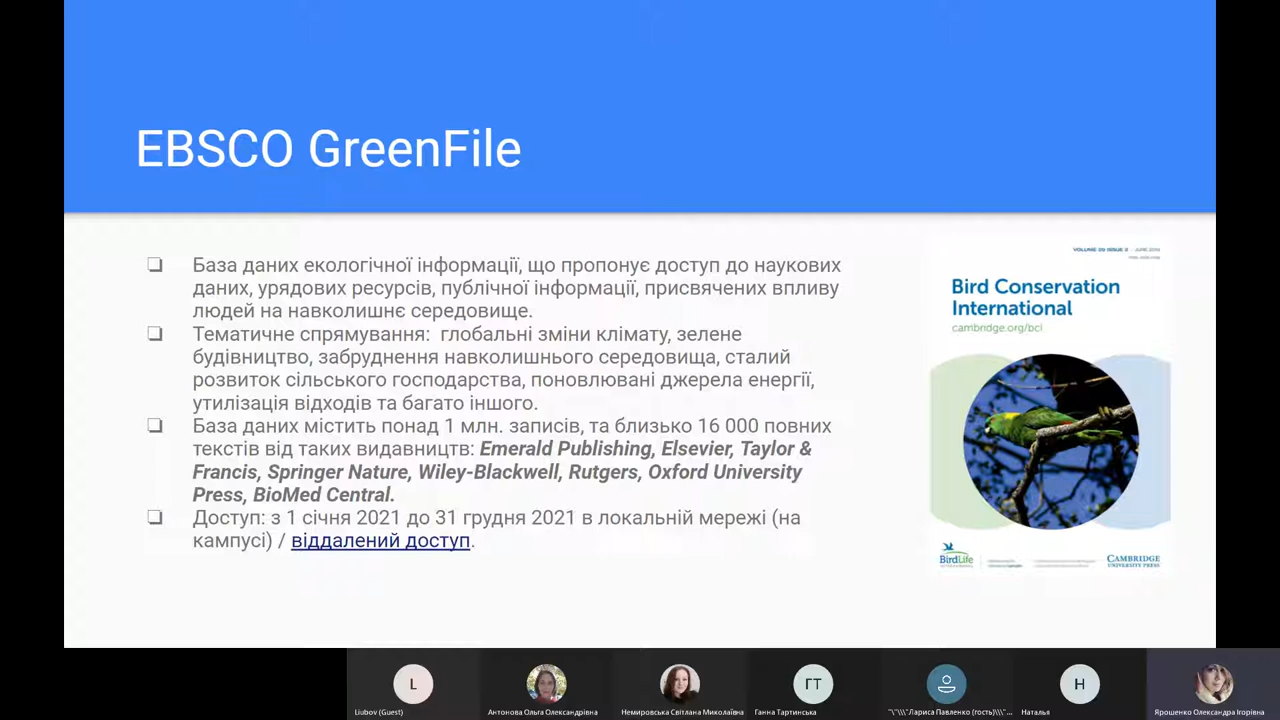 EBSCO GreenFile
❏ База даних екологічної інформації, що пропонує доступ до наукових
даних, урядових ресурсів, публічної інформації, присвячених впливу
людей на навколишнє середовище.
❏ Тематичне спрямування: глобальні зміни клімату, зелене
будівництво, забруднення навколишнього середовища, сталий
розвиток сільського господарства, поновлювані джерела енергії,
утилізація відходів та багато іншого.
❏ База даних містить понад 1 млн. записів, та близько 16 000 повних
текстів від таких видавництв: Emerald Publishing, Elsevier, Taylor &
Francis, Springer Nature, Wiley-Blackwell, Rutgers, Oxford University
Press, BioMed Central.
❏ Доступ: з 1 січня 2021 до 31 грудня 2021 в локальній мережі (на
кампусі) / віддалений доступ.
Bird Conservation
International
cambridge.org/bci
BirdLife
CAMBRIDGE
UNIVERSITY PRESS
L
ГТ
Н
Liubov (Guest)
Антонова Ольга Олександрівна
Немировська Світлана Миколаївна
Ганна Тартинська
"\"\\\"Лариса Павленко (гость)\\\"...
Наталья
Ярошенко Олександра Ігорівна